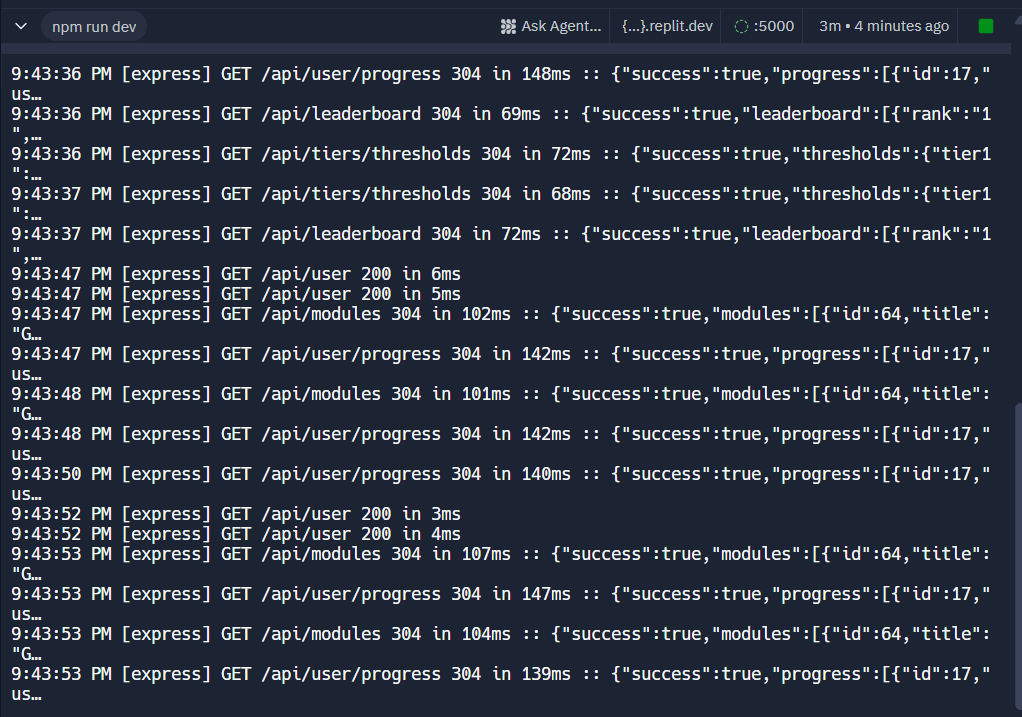 npm run dev
Ask Agent...
{...}.replit.dev
:5000
3m • 4 minutes ago
9:43:36 PM [express] GET /api/user/progress 304 in 148ms :: {"success":true,"progress":[{"id":17,"
us…
9:43:36 PM [express] GET /api/leaderboard 304 in 69ms :: {"success":true,"leaderboard":[{"rank":"1
",…
9:43:36 PM [express] GET /api/tiers/thresholds 304 in 72ms :: {"success":true,"thresholds":{"tier1
":…
9:43:37 PM [express] GET /api/tiers/thresholds 304 in 68ms :: {"success":true,"thresholds":{"tier1
":…
9:43:37 PM [express] GET /api/leaderboard 304 in 72ms :: {"success":true,"leaderboard":[{"rank":"1
",…
9:43:47 PM [express] GET /api/user 200 in 6ms
9:43:47 PM [express] GET /api/user 200 in 5ms
9:43:47 PM [express] GET /api/modules 304 in 102ms :: {"success":true,"modules":[{"id":64,"title":
"G…
9:43:47 PM [express] GET /api/user/progress 304 in 142ms :: {"success":true,"progress":[{"id":17,"
us…
9:43:48 PM [express] GET /api/modules 304 in 101ms :: {"success":true,"modules":[{"id":64,"title":
"G…
9:43:48 PM [express] GET /api/user/progress 304 in 142ms :: {"success":true,"progress":[{"id":17,"
us…
9:43:50 PM [express] GET /api/user/progress 304 in 140ms :: {"success":true,"progress":[{"id":17,"
us…
9:43:52 PM [express] GET /api/user 200 in 3ms
9:43:52 PM [express] GET /api/user 200 in 4ms
9:43:53 PM [express] GET /api/modules 304 in 107ms :: {"success":true,"modules":[{"id":64,"title":
"G…
9:43:53 PM [express] GET /api/user/progress 304 in 147ms :: {"success":true,"progress":[{"id":17,"
us…
9:43:53 PM [express] GET /api/modules 304 in 104ms :: {"success":true,"modules":[{"id":64,"title":
"G…
9:43:53 PM [express] GET /api/user/progress 304 in 139ms :: {"success":true,"progress":[{"id":17,"
us…